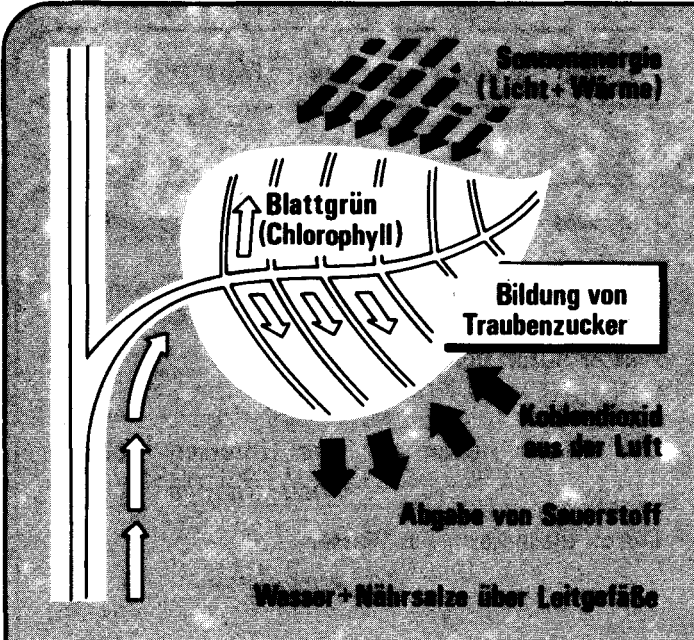 Sonnenenergie
(Licht+Wärme)
Blattgrün
(Chlorophyll)
Bildung von
Traubenzucker
Kohlendioxid
aus der Luft
Abgabe von Sauerstoff
Wasser+Nährsalze über Leitgefäße